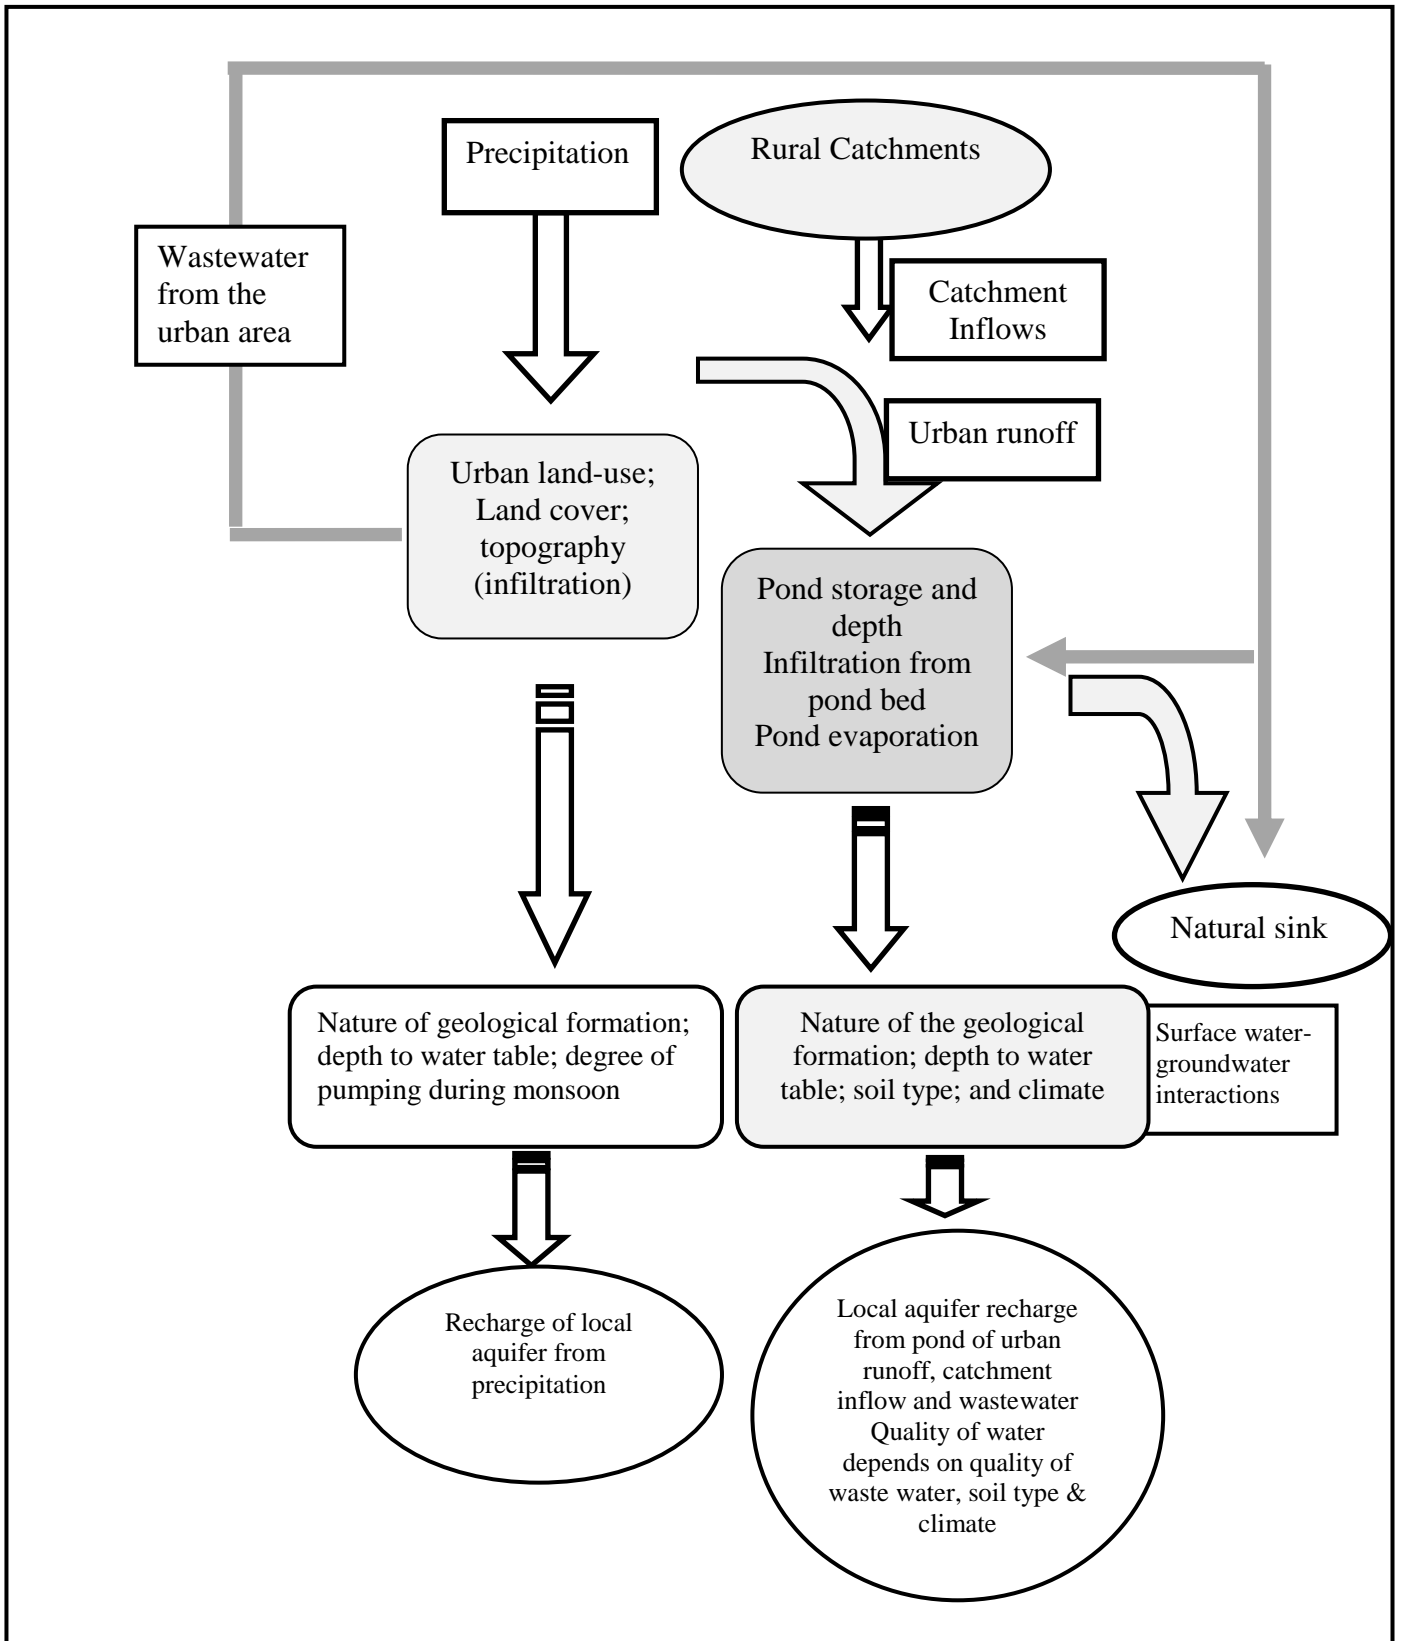 Precipitation
Rural Catchments
Wastewater
from the
urban area
Catchment
Inflows
Urban runoff
Urban land-use;
Land cover;
topography
(infiltration)
Pond storage and
depth
Infiltration from
pond bed
Pond evaporation
Natural sink
Nature of geological formation;
depth to water table; degree of
pumping during monsoon
Nature of the geological
formation; depth to water
table; soil type; and climate
Surface water-
groundwater
interactions
Recharge of local
aquifer from
precipitation
Local aquifer recharge
from pond of urban
runoff, catchment
inflow and wastewater
Quality of water
depends on quality of
waste water, soil type &
climate